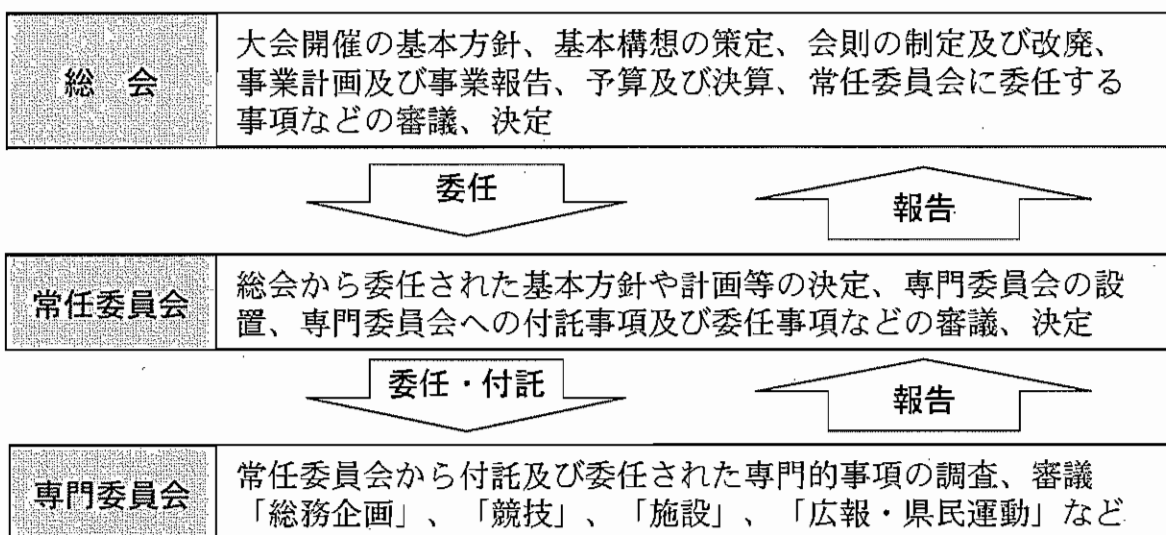 総　会
大会開催の基本方針、基本構想の策定、会則の制定及び改廃、
事業計画及び事業報告、予算及び決算、常任委員会に委任する
事項などの審議、決定
委任
報告
常任委員会
総会から委任された基本方針や計画等の決定、専門委員会の設
置、専門委員会への付託事項及び委任事項などの審議、決定
委任・付託
報告
専門委員会
常任委員会から付託及び委任された専門的事項の調査、審議
「総務企画」、「競技」、「施設」、「広報・県民運動」など